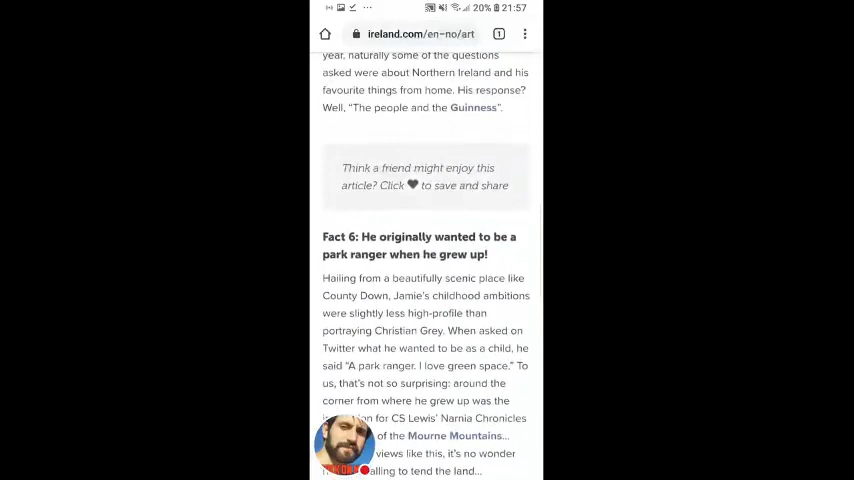 20% 21:57
ireland.com/en-no/art
1
year, naturally some of the questions
asked were about Northern Ireland and his
favourite things from home. His response?
Well, “The people and the Guinness”.
Think a friend might enjoy this
article? Click to save and share
Fact 6: He originally wanted to be a
park ranger when he grew up!
Hailing from a beautifully scenic place like
County Down, Jamie’s childhood ambitions
were slightly less high-profile than
portraying Christian Grey. When asked on
Twitter what he wanted to be as a child, he
said “A park ranger. I love green space.” To
us, that’s not so surprising: around the
corner from where he grew up was the
for CS Lewis’ Narnia Chronicles
of the Mourne Mountains...
views like this, it’s no wonder
alling to tend the land...